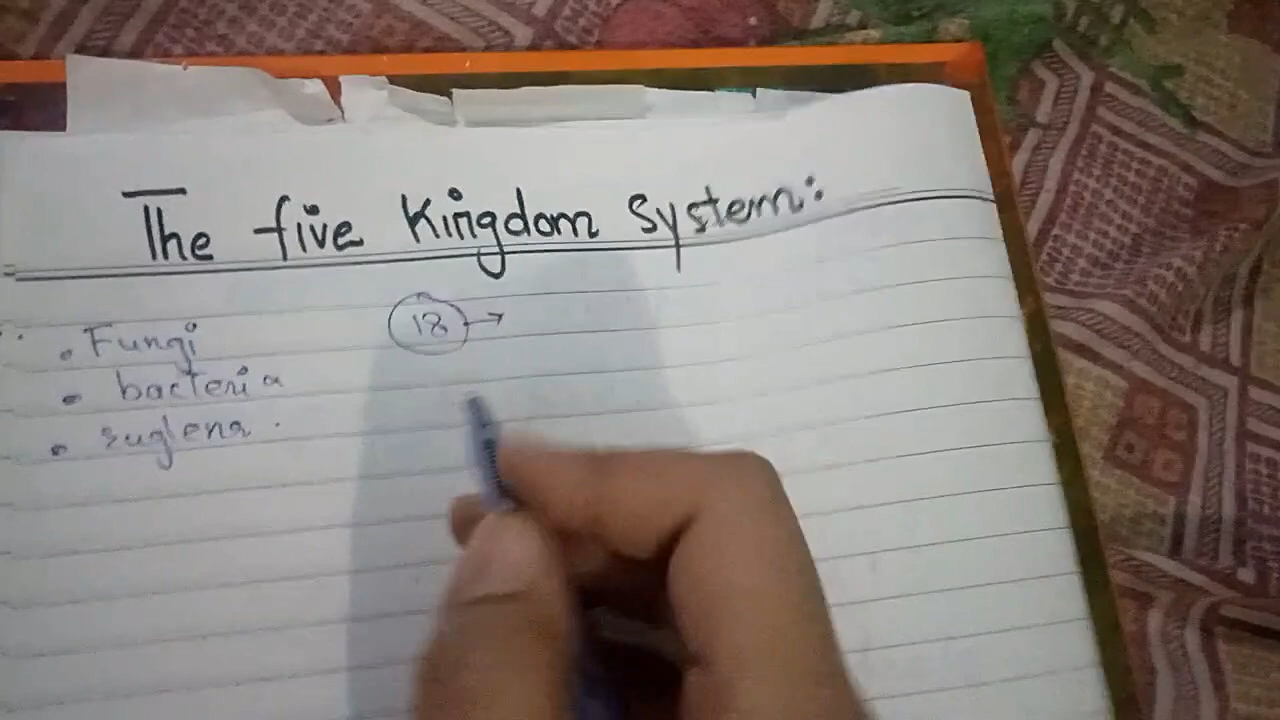 The five Kingdom System:
• Fungi
18 →
• bacteria
• euglena.